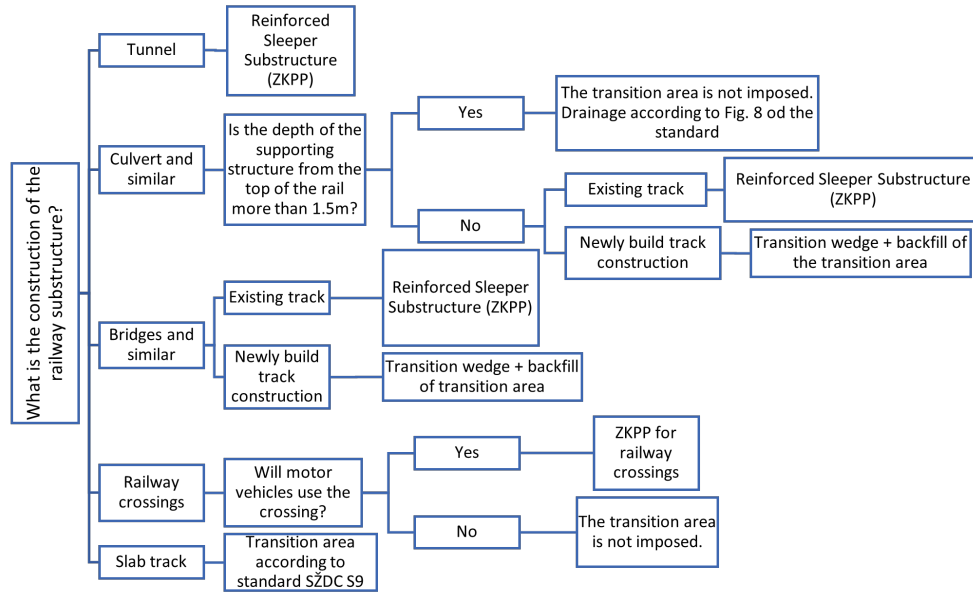 What is the construction of the
railway substructure?
Tunnel
Reinforced
Sleeper
Substructure
(ZKPP)
Culvert and
similar
Is the depth of the
supporting
structure from the
top of the rail
more than 1.5m?
Yes
The transition area is not imposed.
Drainage according to Fig. 8 od the
standard
No
Existing track
Reinforced Sleeper Substructure
(ZKPP)
Newly build track
construction
Transition wedge + backfill of
the transition area
Bridges and
similar
Existing track
Reinforced Sleeper
Substructure (ZKPP)
Newly build
track
construction
Transition wedge + backfill
of transition area
Railway
crossings
Will motor
vehicles use the
crossing?
Yes
ZKPP for
railway
crossings
No
The transition area
is not imposed.
Slab track
Transition area
according to
standard SŽDC S9